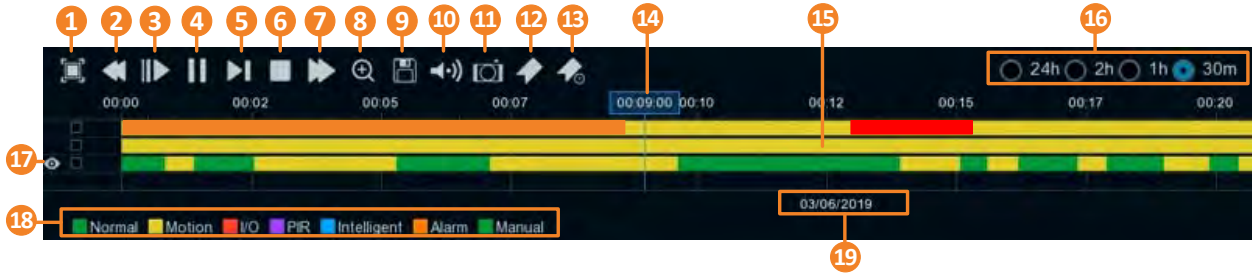 1 2 3 4 5 6 7 8 9 10 11 12 13 14 15 16
24h 2h 1h 30m
00:00 00:02 00:05 00:07 00:09:00 00:10 00:12 00:15 00:17 00:20
17
03/06/2019
18 Normal Motion I/O PIR Intelligent Alarm Manual
19